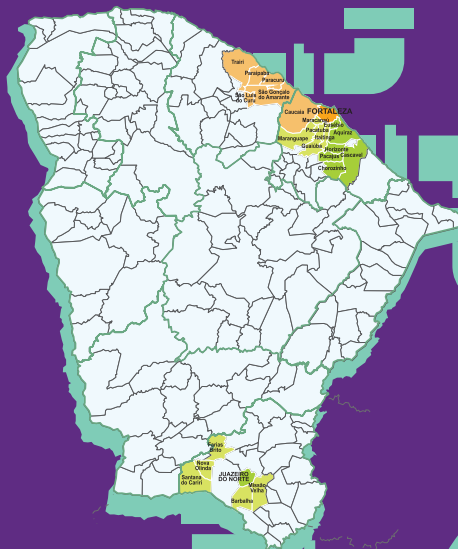 Trairi
Paraipaba
Paracuru
São Luís
do Curu
São Gonçalo
do Amarante
Caucaia
FORTALEZA
Maracanaú
Eusébio
Pacatuba
Aquiraz
Maranguape
Itaitinga
Guaiúba
Horizonte
Pacajus
Cascavel
Chorozinho
Farias
Brito
Nova
Olinda
Santana
do Cariri
JUAZEIRO
DO NORTE
Missão
Velha
Barbalha